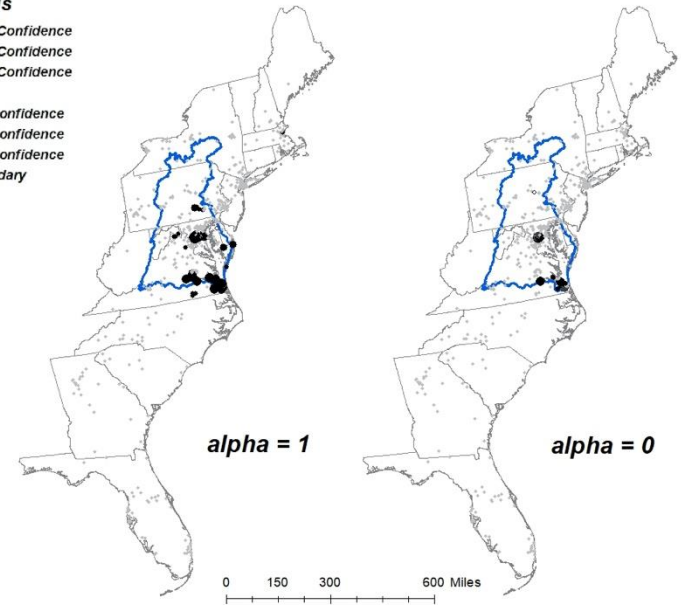 Confidence
Confidence
Confidence
onfidence
onfidence
onfidence
dary
alpha = 1
alpha = 0
0 150 300 600 Miles